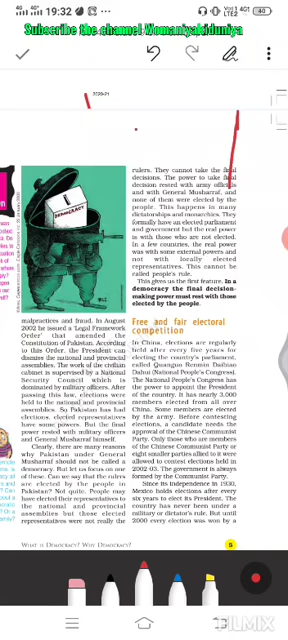 19:32
4G1
40
Subscribe the channel Womaniyakiduniya
2020-21
DEMOCRACY
rulers. They cannot take the final
decisions. The power to take final
decision rested with army officials
and with General Musharraf, and
none of them were elected by the
people. This happens in many
dictatorships and monarchies. They
formally have an elected parliament
and government but the real power
is with those who are not elected.
In a few countries, the real power
was with some external powers and
not with locally elected
representatives. This cannot be
called people's rule.
This gives us the first feature. In a
democracy the final decision-
making power must rest with those
elected by the people.
malpractices and fraud. In August
2002 he issued a 'Legal Framework
Order' that amended the
Constitution of Pakistan. According
to this Order, the President can
dismiss the national and provincial
assemblies. The work of the civilian
cabinet is supervised by a National
Security Council which is
dominated by military officers. After
passing this law, elections were
held to the national and provincial
assemblies. So Pakistan has had
elections, elected representatives
have some powers. But the final
power rested with military officers
and General Musharraf himself.
Clearly, there are many reasons
why Pakistan under General
Musharraf should not be called a
democracy. But let us focus on one
of these. Can we say that the rulers
are elected by the people in
Pakistan? Not quite. People may
have elected their representatives to
the national and provincial
assemblies but those elected
representatives were not really the
Free and fair electoral
competition
In China, elections are regularly
held after every five years for
electing the country's parliament,
called Quanguo Renmin Daibiao
Dahui (National People's Congress).
The National People's Congress has
the power to appoint the President
of the country. It has nearly 3,000
members elected from all over
China. Some members are elected
by the army. Before contesting
elections, a candidate needs the
approval of the Chinese Communist
Party. Only those who are members
of the Chinese Communist Party or
eight smaller parties allied to it were
allowed to contest elections held in
2002-03. The government is always
formed by the Communist Party.
Since its independence in 1930,
Mexico holds elections after every
six years to elect its President. The
country has never been under a
military or dictator's rule. But until
2000 every election was won by a
What is Democracy? Why Democracy?
5
FILMIX